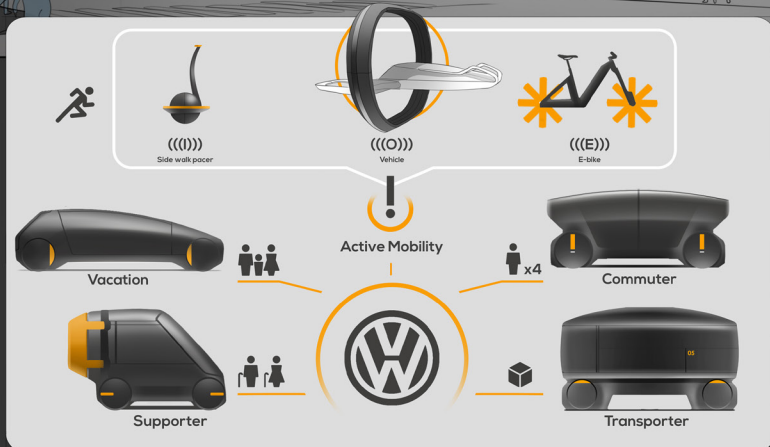 (((I)))
Side walk pacer
(((O)))
Vehicle
(((E)))
E-bike
Active Mobility
Vacation
x4
Commuter
05
Supporter
Transporter